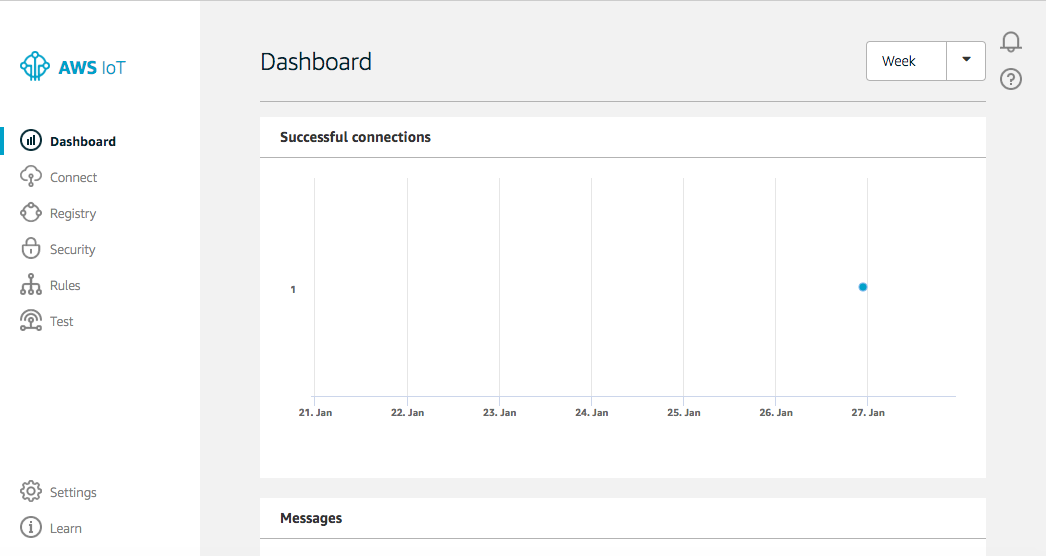 AWS IoT
Dashboard
Connect
Registry
Security
Rules
Test
Settings
Learn
Dashboard
Week
Successful connections
1
21. Jan 22. Jan 23. Jan 24. Jan 25. Jan 26. Jan 27. Jan
Messages